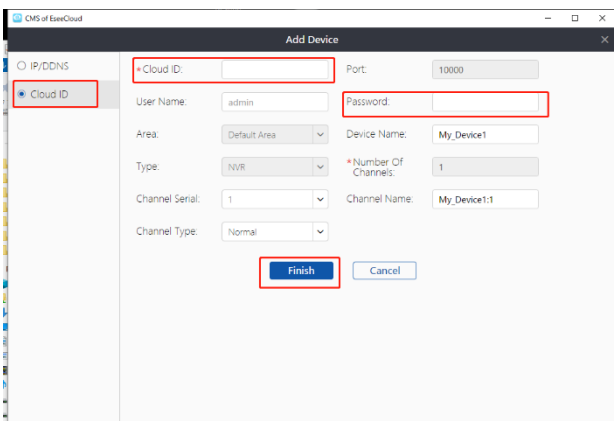 CMS of EseeCloud
Add Device
IP/DDNS
Cloud ID
*Cloud ID:
Port: 10000
User Name: admin
Password:
Area: Default Area
Device Name: My_Device1
Type: NVR
*Number Of
Channels: 1
Channel Serial: 1
Channel Name: My_Device1:1
Channel Type: Normal
Finish
Cancel